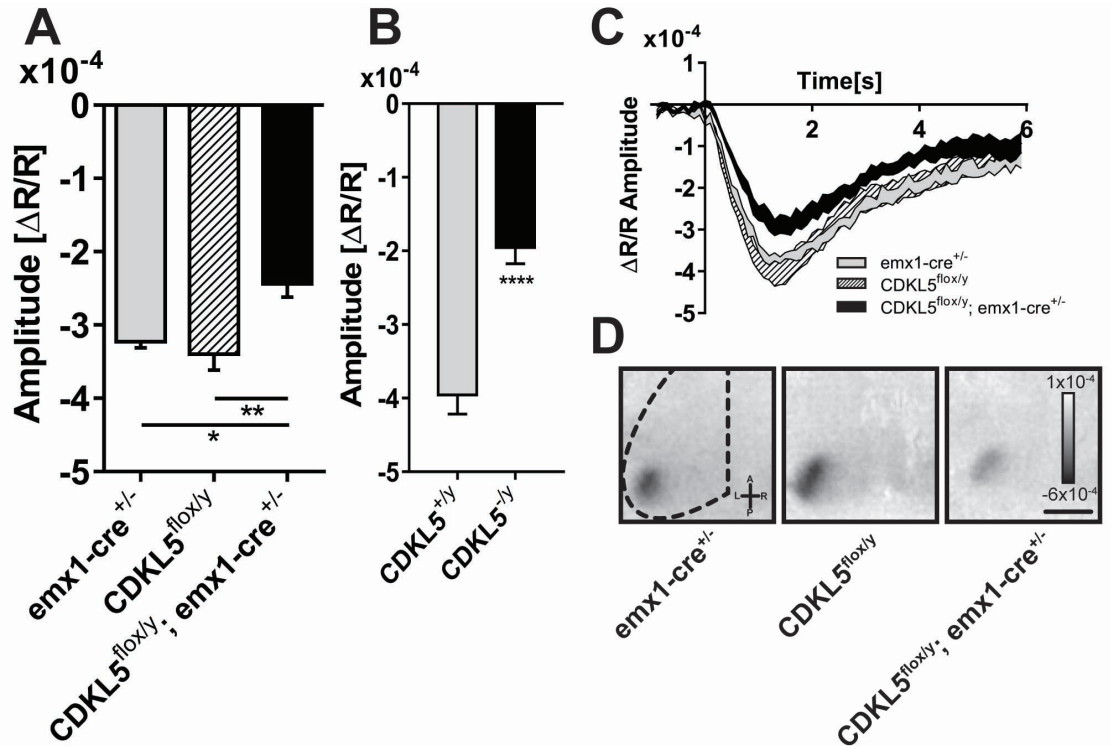 A
x10⁻⁴
Amplitude [ΔR/R]
0
-1
-2
-3
-4
-5
**
*
emx1-cre⁺/⁻
CDKL5ᶠˡᵒˣ/ʸ
CDKL5ᶠˡᵒˣ/ʸ; emx1-cre⁺/⁻
B
x10⁻⁴
Amplitude [ΔR/R]
0
-1
-2
-3
-4
-5
****
CDKL5⁺/ʸ
CDKL5⁻/ʸ
C
x10⁻⁴
Time[s]
ΔR/R Amplitude
1
-1
-2
-3
-4
-5
2
4
6
emx1-cre⁺/⁻
CDKL5ᶠˡᵒˣ/ʸ
CDKL5ᶠˡᵒˣ/ʸ; emx1-cre⁺/⁻
D
A
L R
P
1x10⁻⁴
-6x10⁻⁴
emx1-cre⁺/⁻
CDKL5ᶠˡᵒˣ/ʸ
CDKL5ᶠˡᵒˣ/ʸ; emx1-cre⁺/⁻